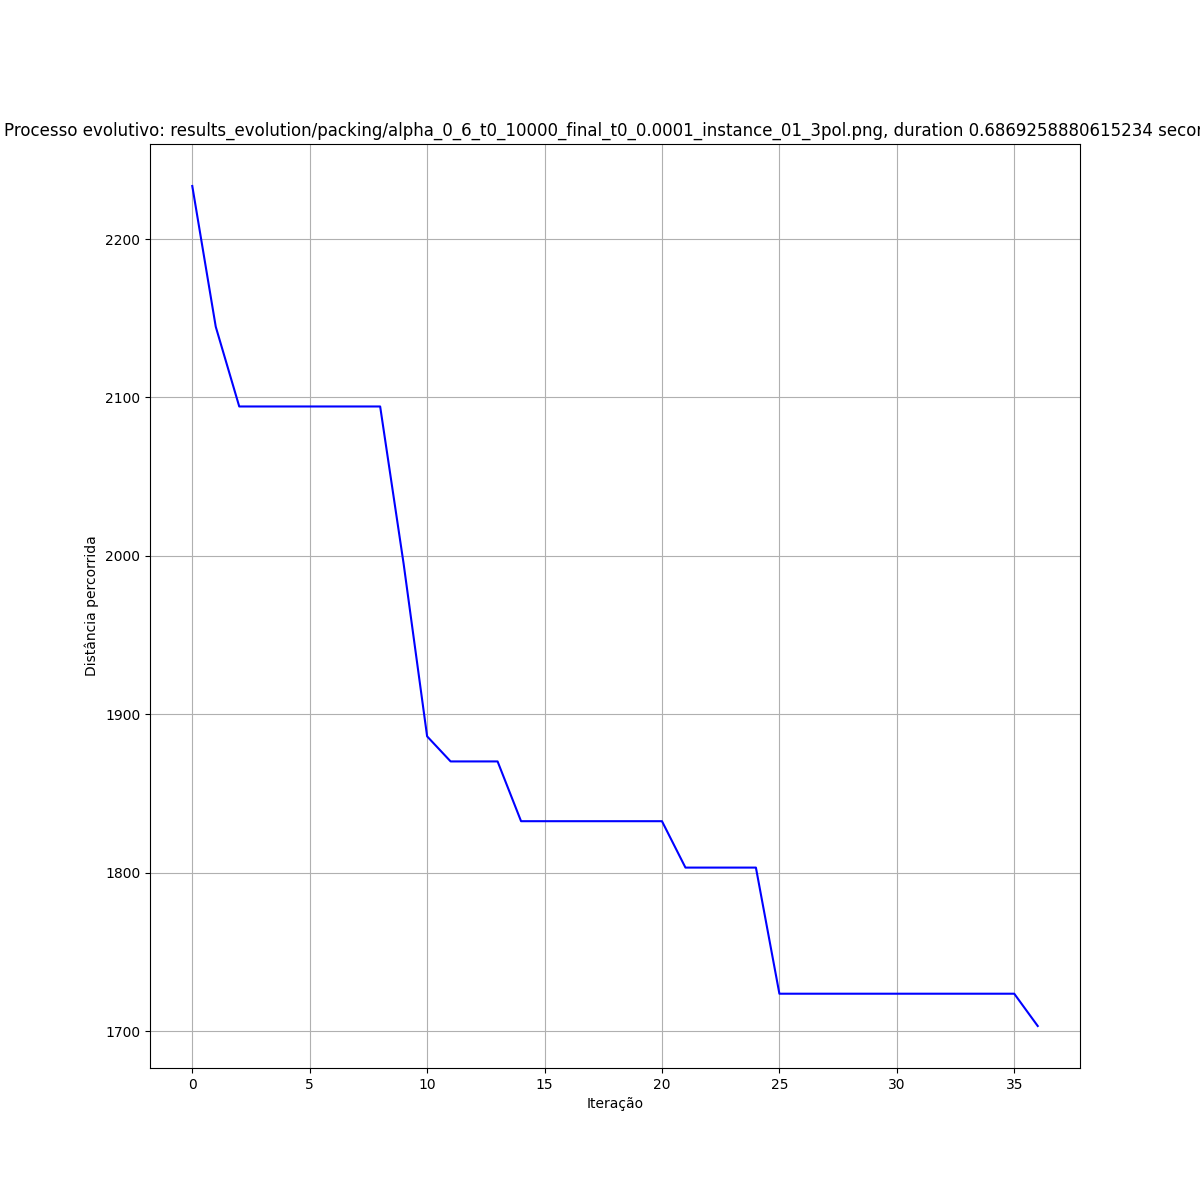 Processo evolutivo: results_evolution/packing/alpha_0_6_t0_10000_final_t0_0.0001_instance_01_3pol.png, duration 0.6869258880615234
2200
2100
2000
1900
1800
1700
Distância percorrida
0 5 10 15 20 25 30 35
Iteração